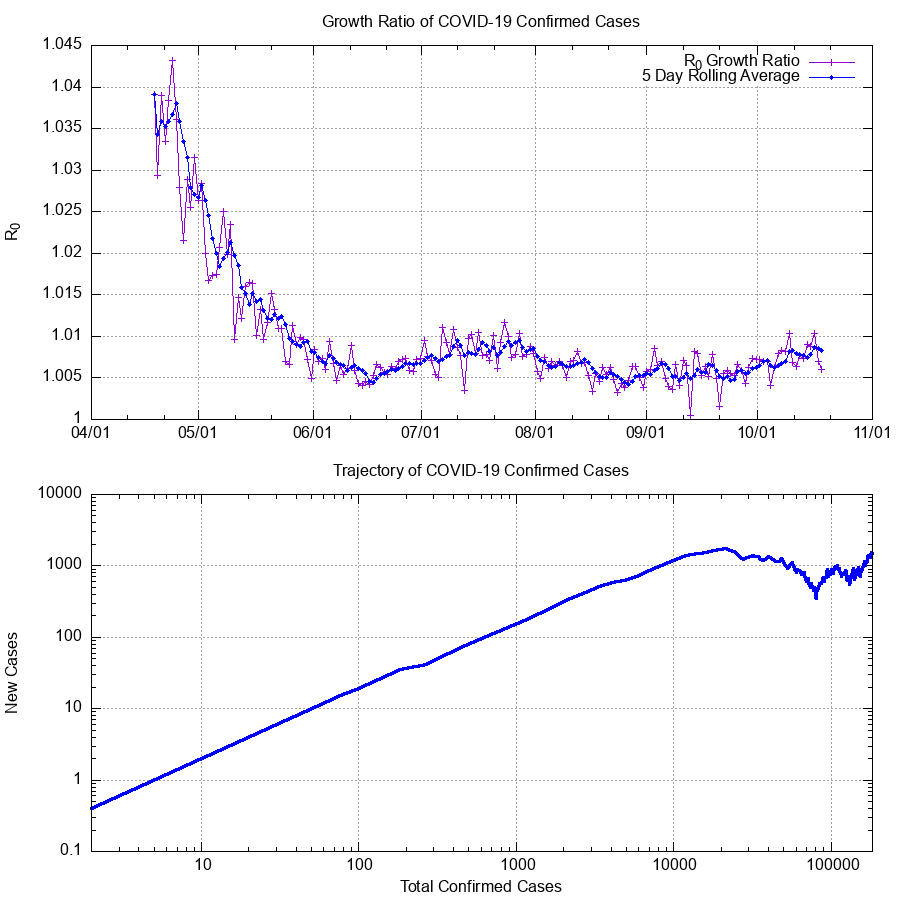 Growth Ratio of COVID-19 Confirmed Cases
R0 Growth Ratio
5 Day Rolling Average
1.045
1.04
1.035
1.03
1.025
1.02
1.015
1.01
1.005
1
R0
04/01 05/01 06/01 07/01 08/01 09/01 10/01 11/01
Trajectory of COVID-19 Confirmed Cases
10000
1000
100
10
1
0.1
New Cases
10 100 1000 10000 100000
Total Confirmed Cases